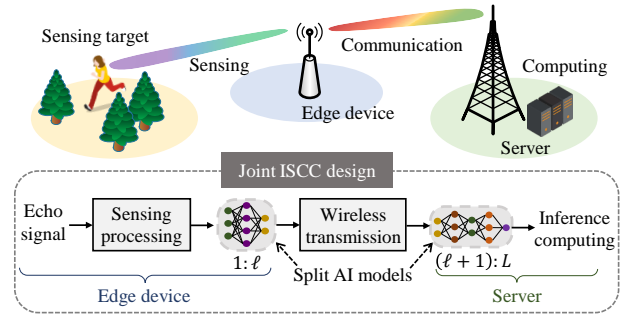 Sensing target
Sensing
Communication
Edge device
Computing
Server
Joint ISCC design
Echo
signal
Sensing
processing
1: ℓ
Wireless
transmission
(ℓ + 1): L
Inference
computing
Split AI models
Edge device
Server